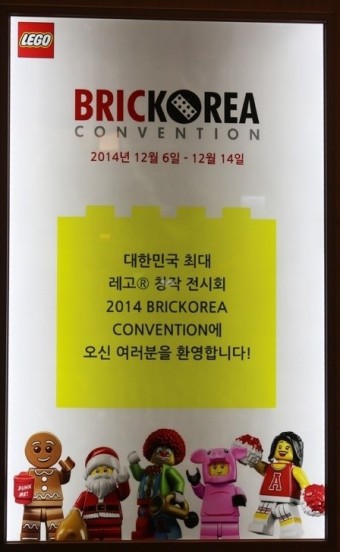 LEGO
BRICKOREA
CONVENTION
2014년 12월 6일 - 12월 14일
대한민국 최대
레고® 창작 전시회
2014 BRICKOREA
CONVENTION에
오신 여러분을 환영합니다!
DUNK ME!
A